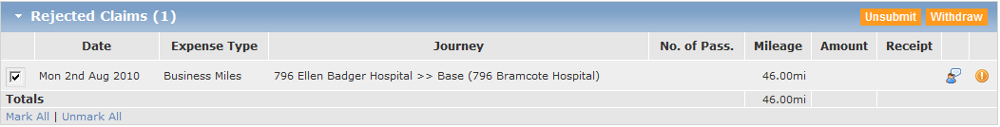 Rejected Claims (1) Unsubmit Withdraw
Date Expense Type Journey No. of Pass. Mileage Amount Receipt
Mon 2nd Aug 2010 Business Miles 796 Ellen Badger Hospital >> Base (796 Bramcote Hospital) 46.00mi
Totals 46.00mi
Mark All | Unmark All